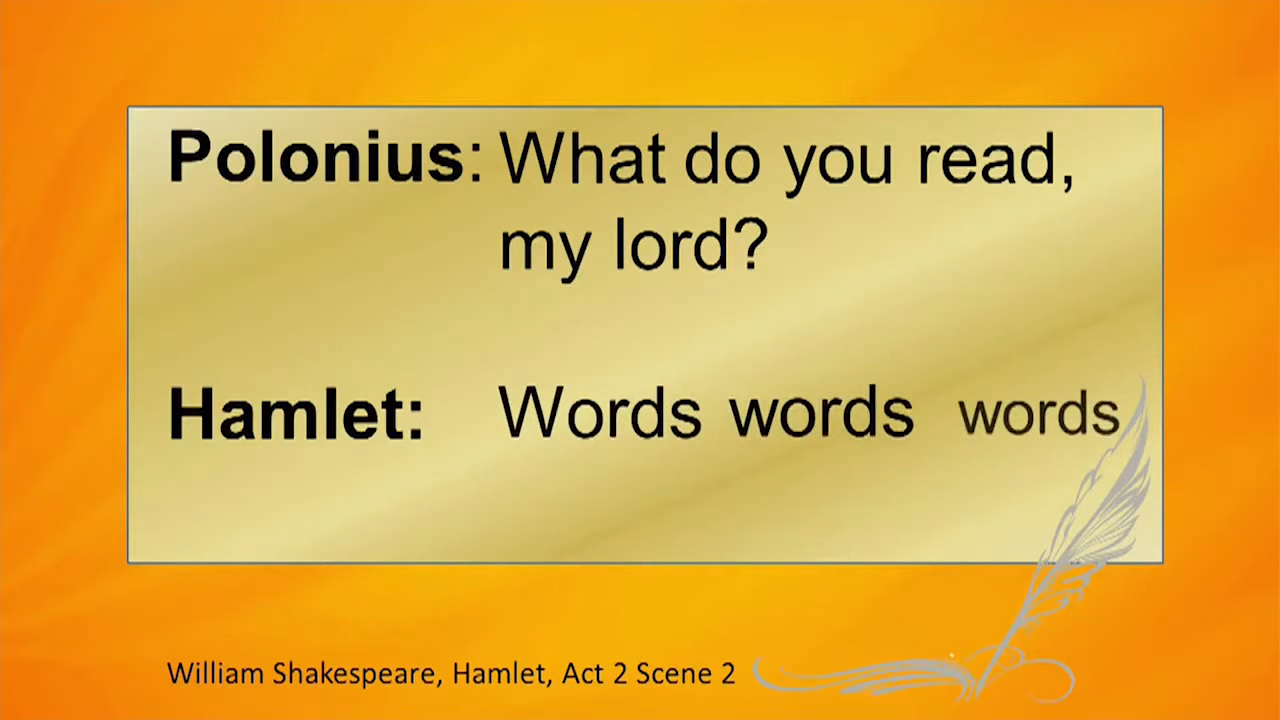 Polonius: What do you read,
my lord?
Hamlet: Words words words
William Shakespeare, Hamlet, Act 2 Scene 2